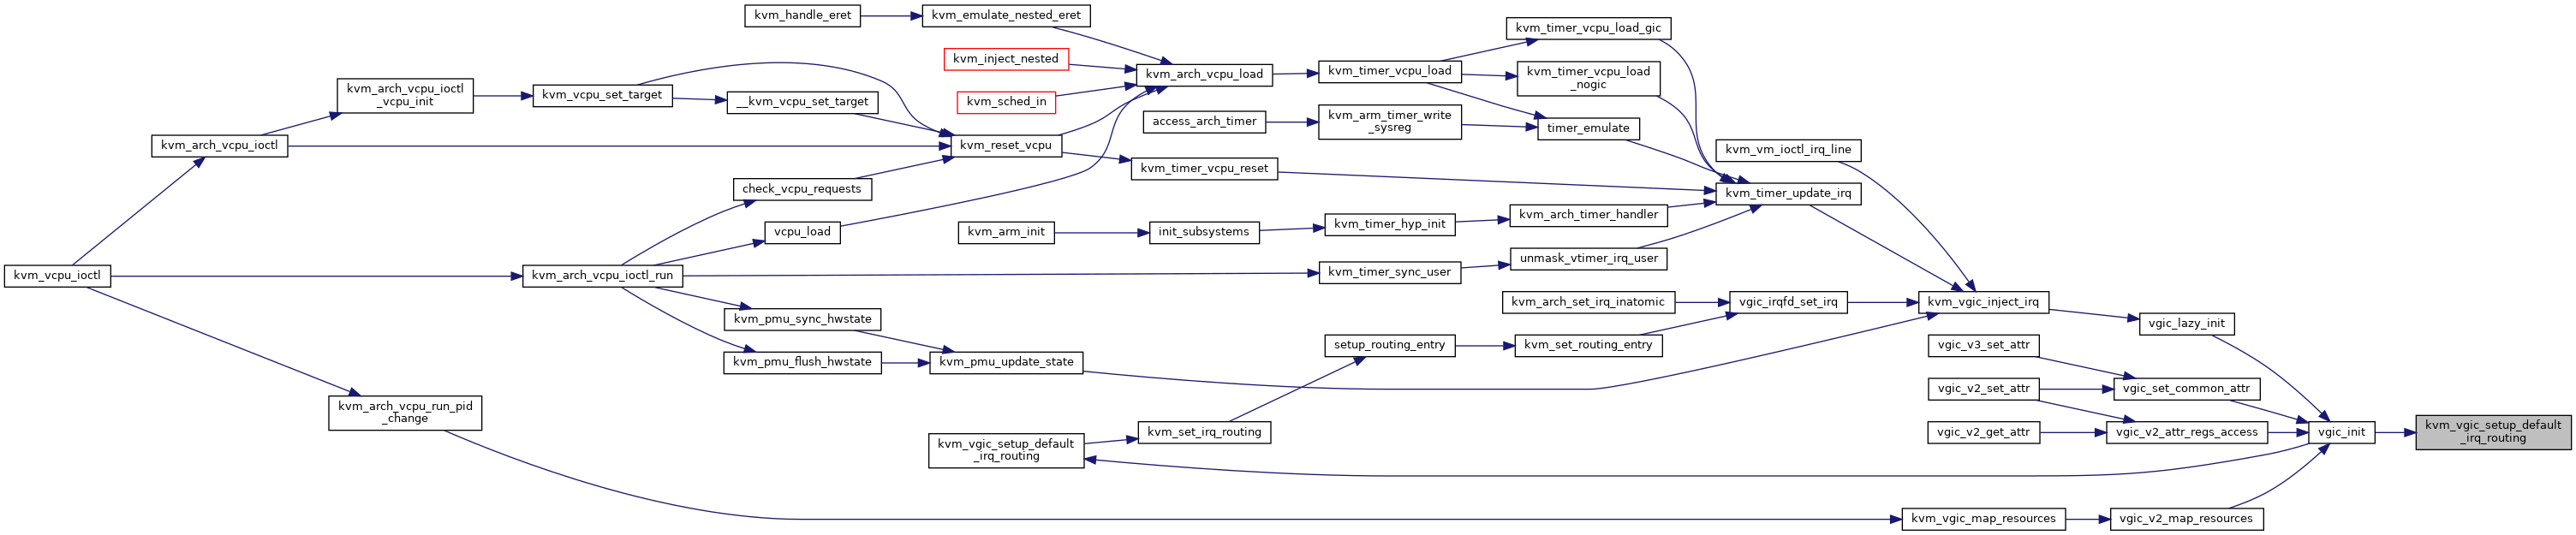 kvm_handle_eret
kvm_emulate_nested_eret
kvm_timer_vcpu_load_gic
kvm_inject_nested
kvm_arch_vcpu_load
kvm_timer_vcpu_load
kvm_timer_vcpu_load
_nogic
kvm_arch_vcpu_ioctl
_vcpu_init
kvm_vcpu_set_target
__kvm_vcpu_set_target
kvm_sched_in
access_arch_timer
kvm_arm_timer_write
_sysreg
timer_emulate
kvm_arch_vcpu_ioctl
kvm_reset_vcpu
kvm_vm_ioctl_irq_line
kvm_timer_vcpu_reset
check_vcpu_requests
kvm_timer_update_irq
vcpu_load
kvm_arm_init
init_subsystems
kvm_timer_hyp_init
kvm_arch_timer_handler
unmask_vtimer_irq_user
kvm_vcpu_ioctl
kvm_arch_vcpu_ioctl_run
kvm_timer_sync_user
kvm_arch_set_irq_inatomic
vgic_irqfd_set_irq
kvm_vgic_inject_irq
kvm_pmu_sync_hwstate
vgic_lazy_init
setup_routing_entry
kvm_set_routing_entry
vgic_v3_set_attr
kvm_pmu_flush_hwstate
kvm_pmu_update_state
vgic_v2_set_attr
vgic_set_common_attr
kvm_arch_vcpu_run_pid
_change
kvm_vgic_setup_default
_irq_routing
kvm_set_irq_routing
vgic_v2_get_attr
vgic_v2_attr_regs_access
vgic_init
kvm_vgic_setup_default
_irq_routing
kvm_vgic_map_resources
vgic_v2_map_resources